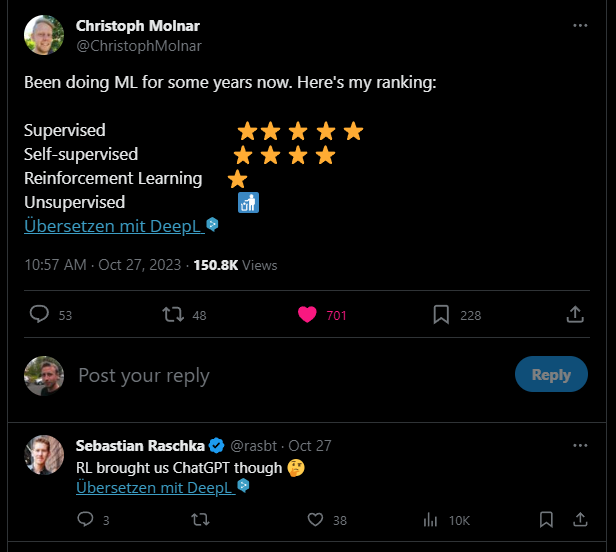 Christoph Molnar
@ChristophMolnar
Been doing ML for some years now. Here's my ranking:
Supervised ⭐⭐⭐⭐⭐
Self-supervised ⭐⭐⭐⭐
Reinforcement Learning ⭐
Unsupervised 🚮
Übersetzen mit DeepL
10:57 AM · Oct 27, 2023 · 150.8K Views
53 48 701 228
Post your reply
Reply
Sebastian Raschka @rasbt · Oct 27
RL brought us ChatGPT though 🤔
Übersetzen mit DeepL
3 38 10K